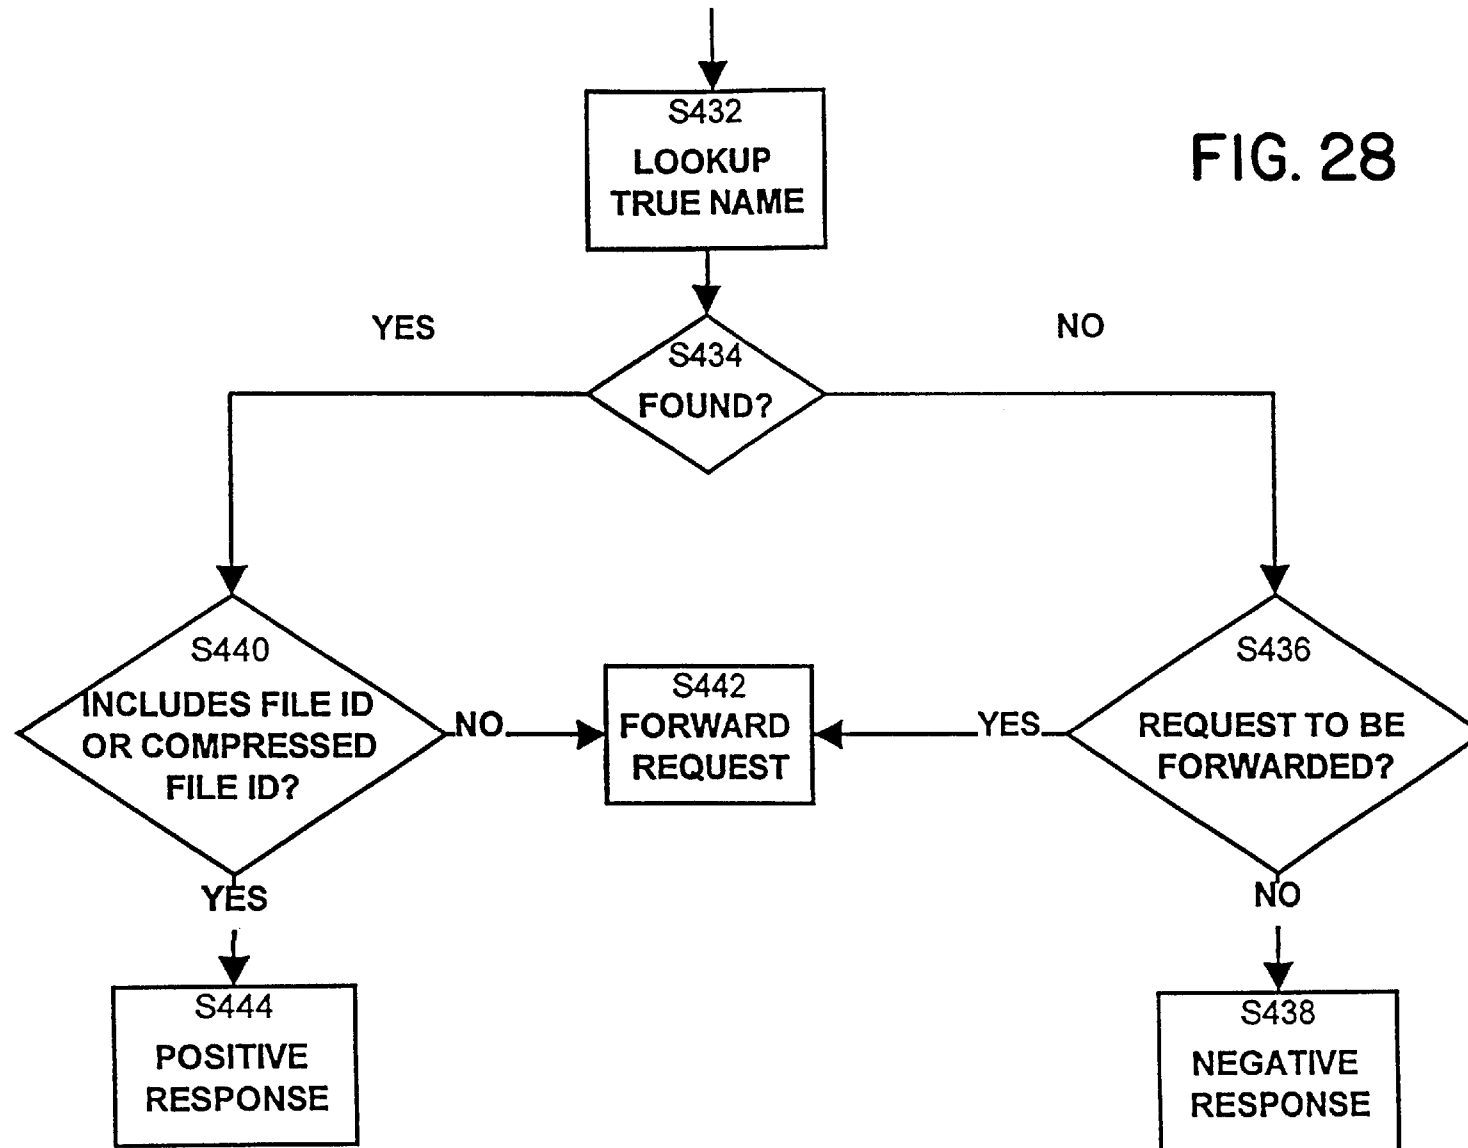 S432
LOOKUP
TRUE NAME
FIG. 28
YES
NO
S434
FOUND?
S440
INCLUDES FILE ID
OR COMPRESSED
FILE ID?
NO
S442
FORWARD
REQUEST
YES
S436
REQUEST TO BE
FORWARDED?
YES
NO
S444
POSITIVE
RESPONSE
S438
NEGATIVE
RESPONSE